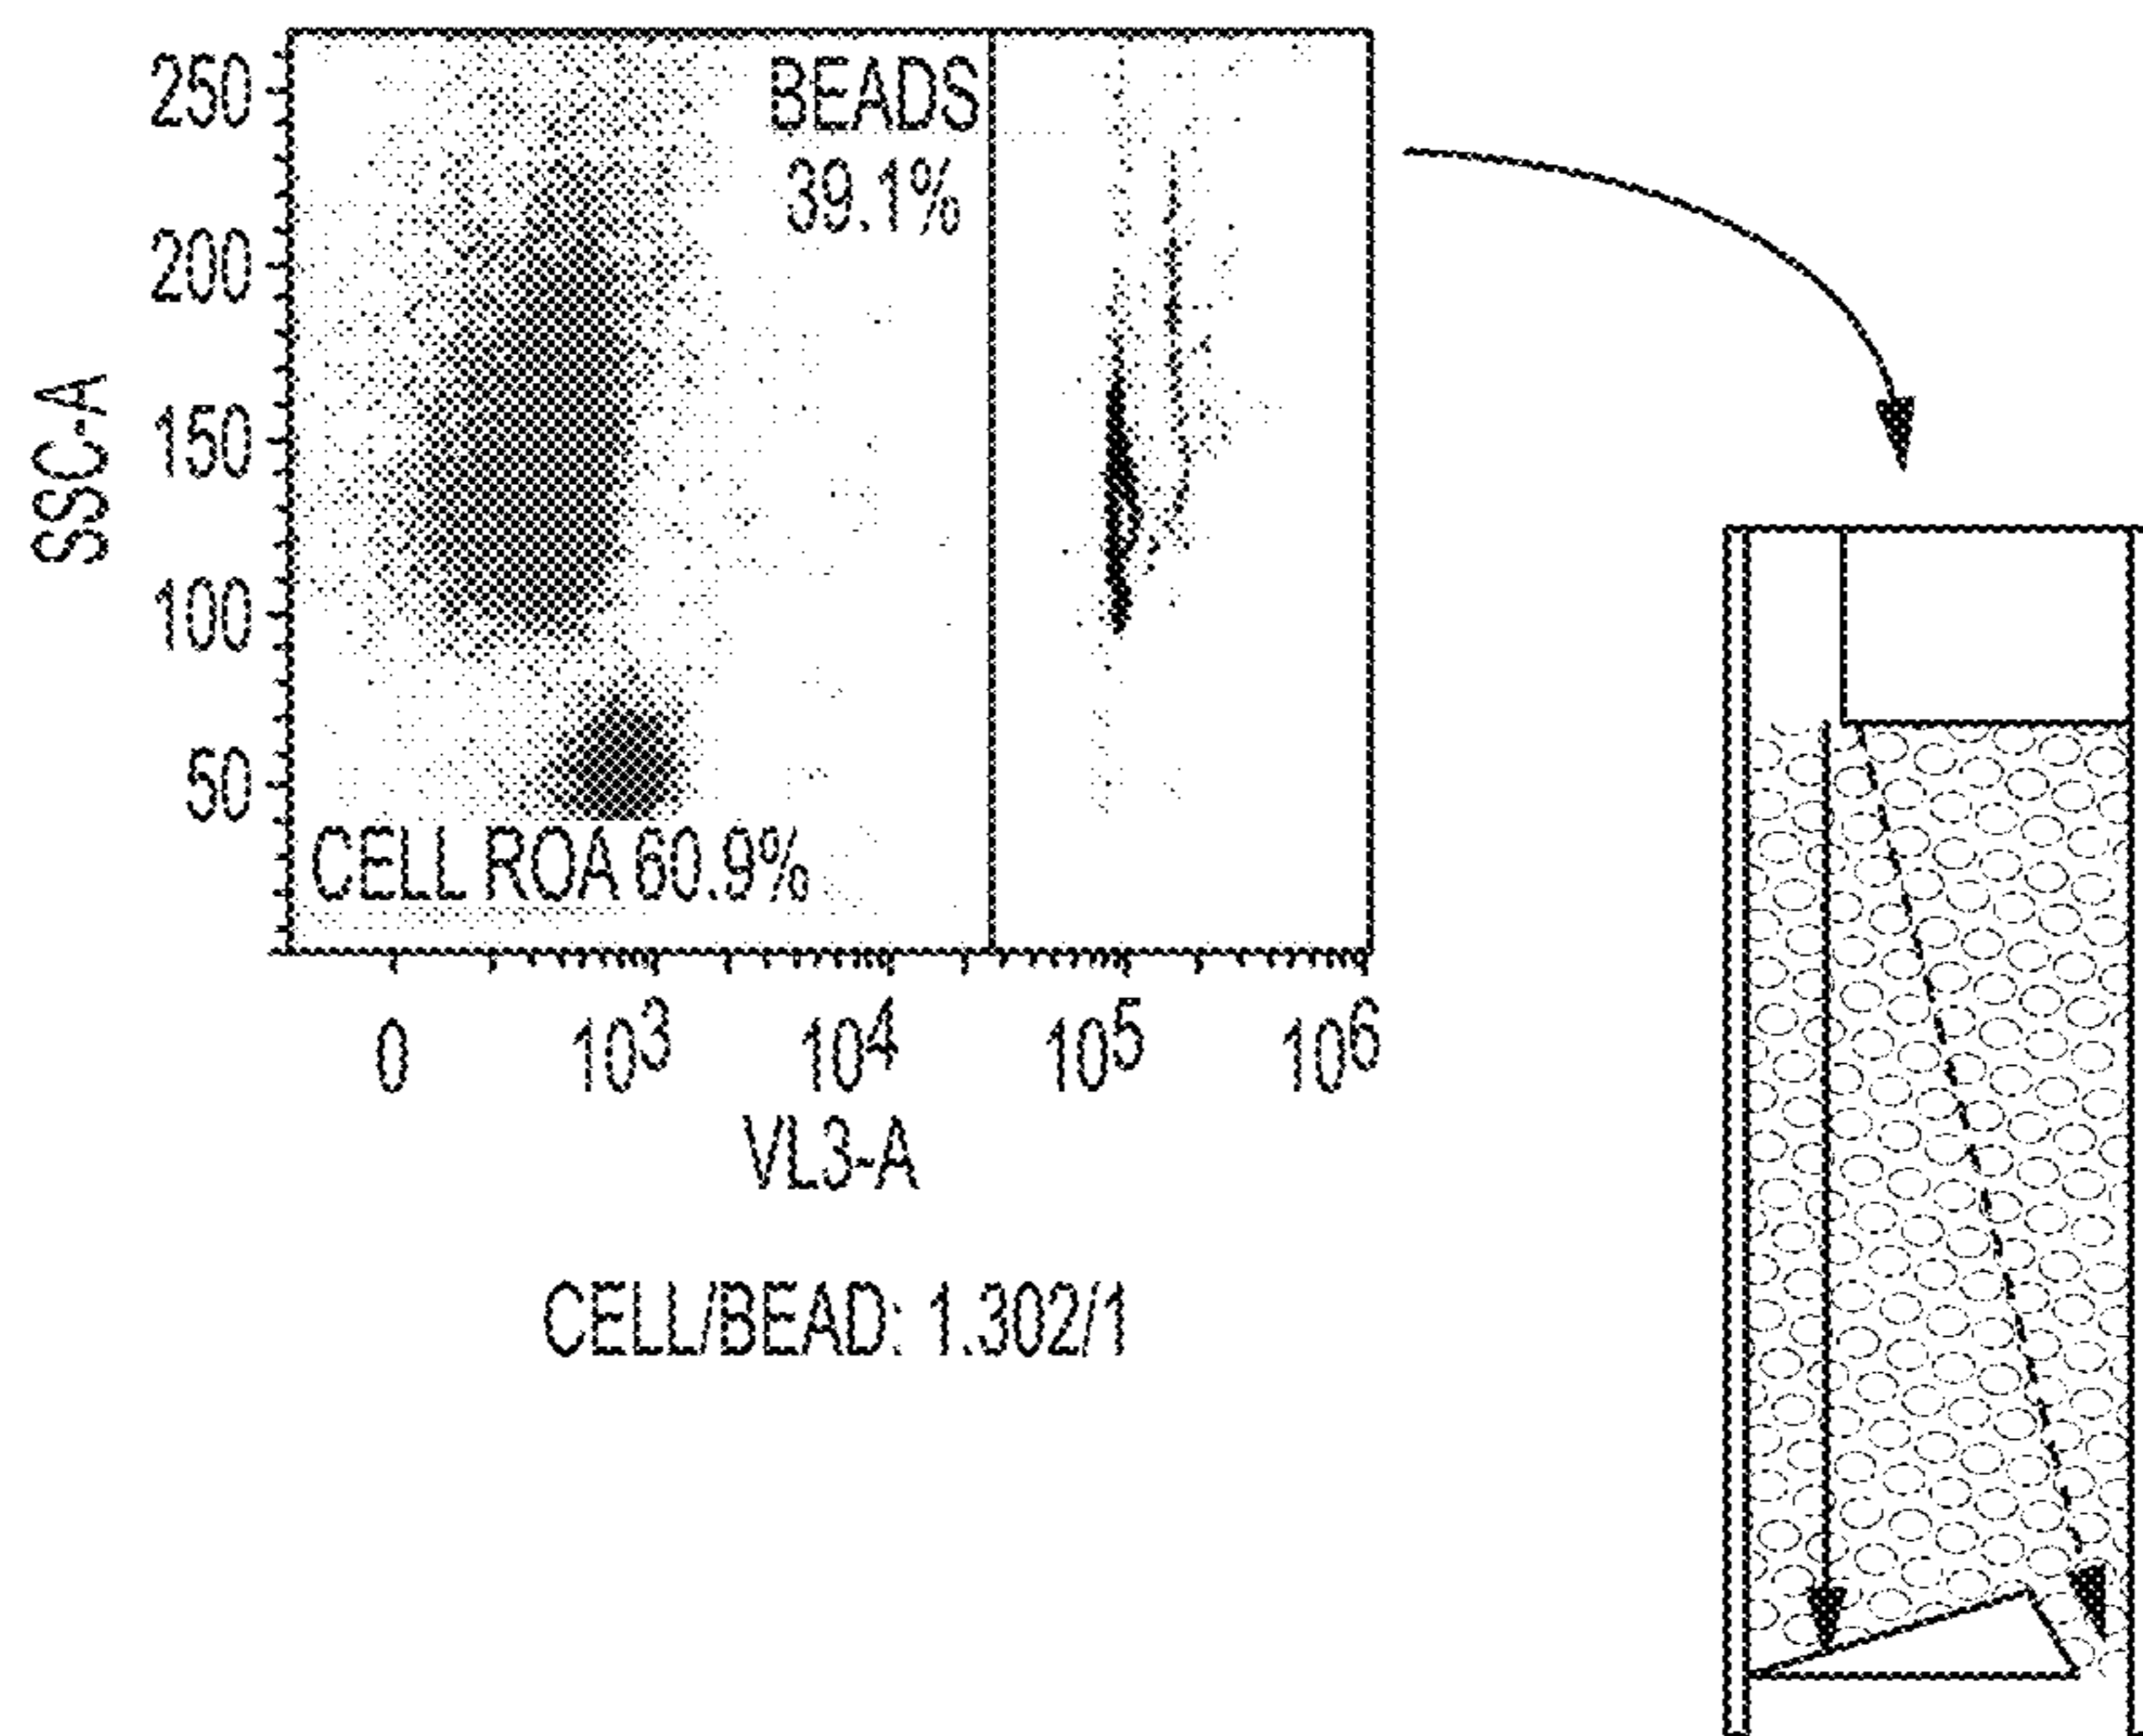 BEADS
39.1%
CELL ROA 60.9%
SSC-A
250
200
150
100
50
0 10³ 10⁴ 10⁵ 10⁶
VL3-A
CELL/BEAD: 1.302/1